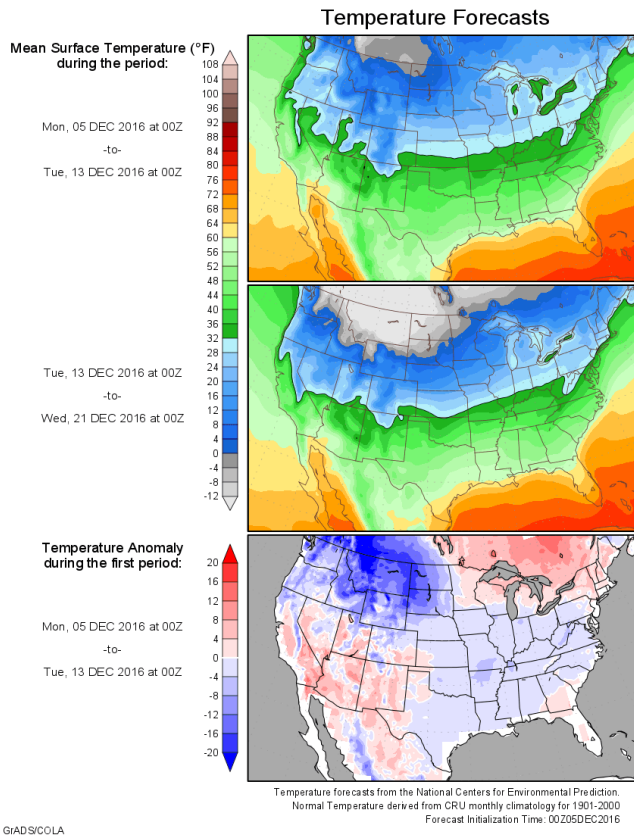 Temperature Forecasts
Mean Surface Temperature (°F)
during the period:
Mon, 05 DEC 2016 at 00Z
-to-
Tue, 13 DEC 2016 at 00Z
108
104
100
96
92
88
84
80
76
72
68
64
60
56
52
48
44
40
36
32
28
24
20
16
12
8
4
0
-4
-8
-12
Tue, 13 DEC 2016 at 00Z
-to-
Wed, 21 DEC 2016 at 00Z
Temperature Anomaly
during the first period:
Mon, 05 DEC 2016 at 00Z
-to-
Tue, 13 DEC 2016 at 00Z
20
16
12
8
4
0
-4
-8
-12
-16
-20
Temperature forecasts from the National Centers for Environmental Prediction.
Normal Temperature derived from CRU monthly climatology for 1901-2000
Forecast Initialization Time: 00Z05DEC2016
GrADS/COLA